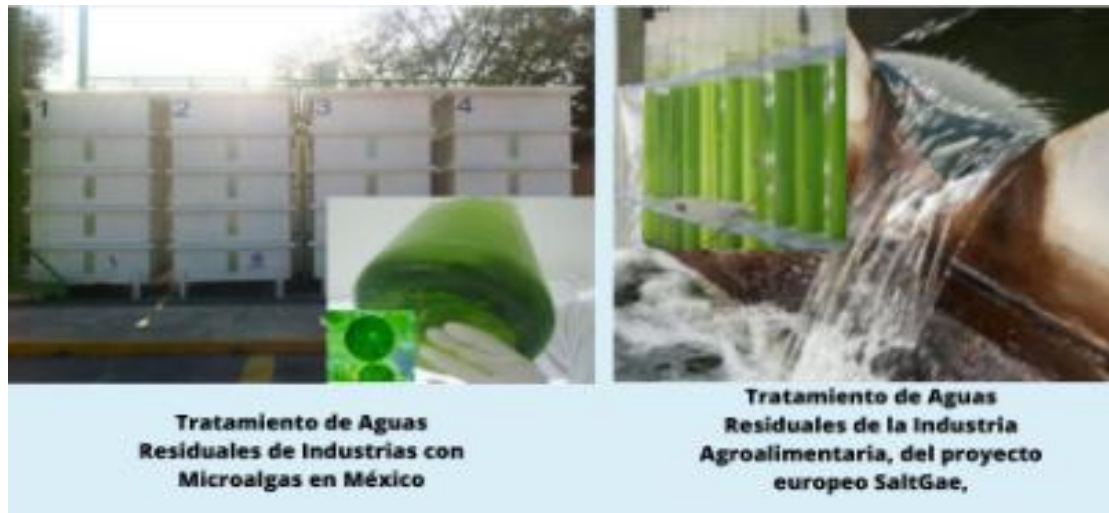 1
2
3
4
Tratamiento de Aguas
Residuales de Industrias con
Microalgas en México
Tratamiento de Aguas
Residuales de la Industria
Agroalimentaria, del proyecto
europeo SaltGae,